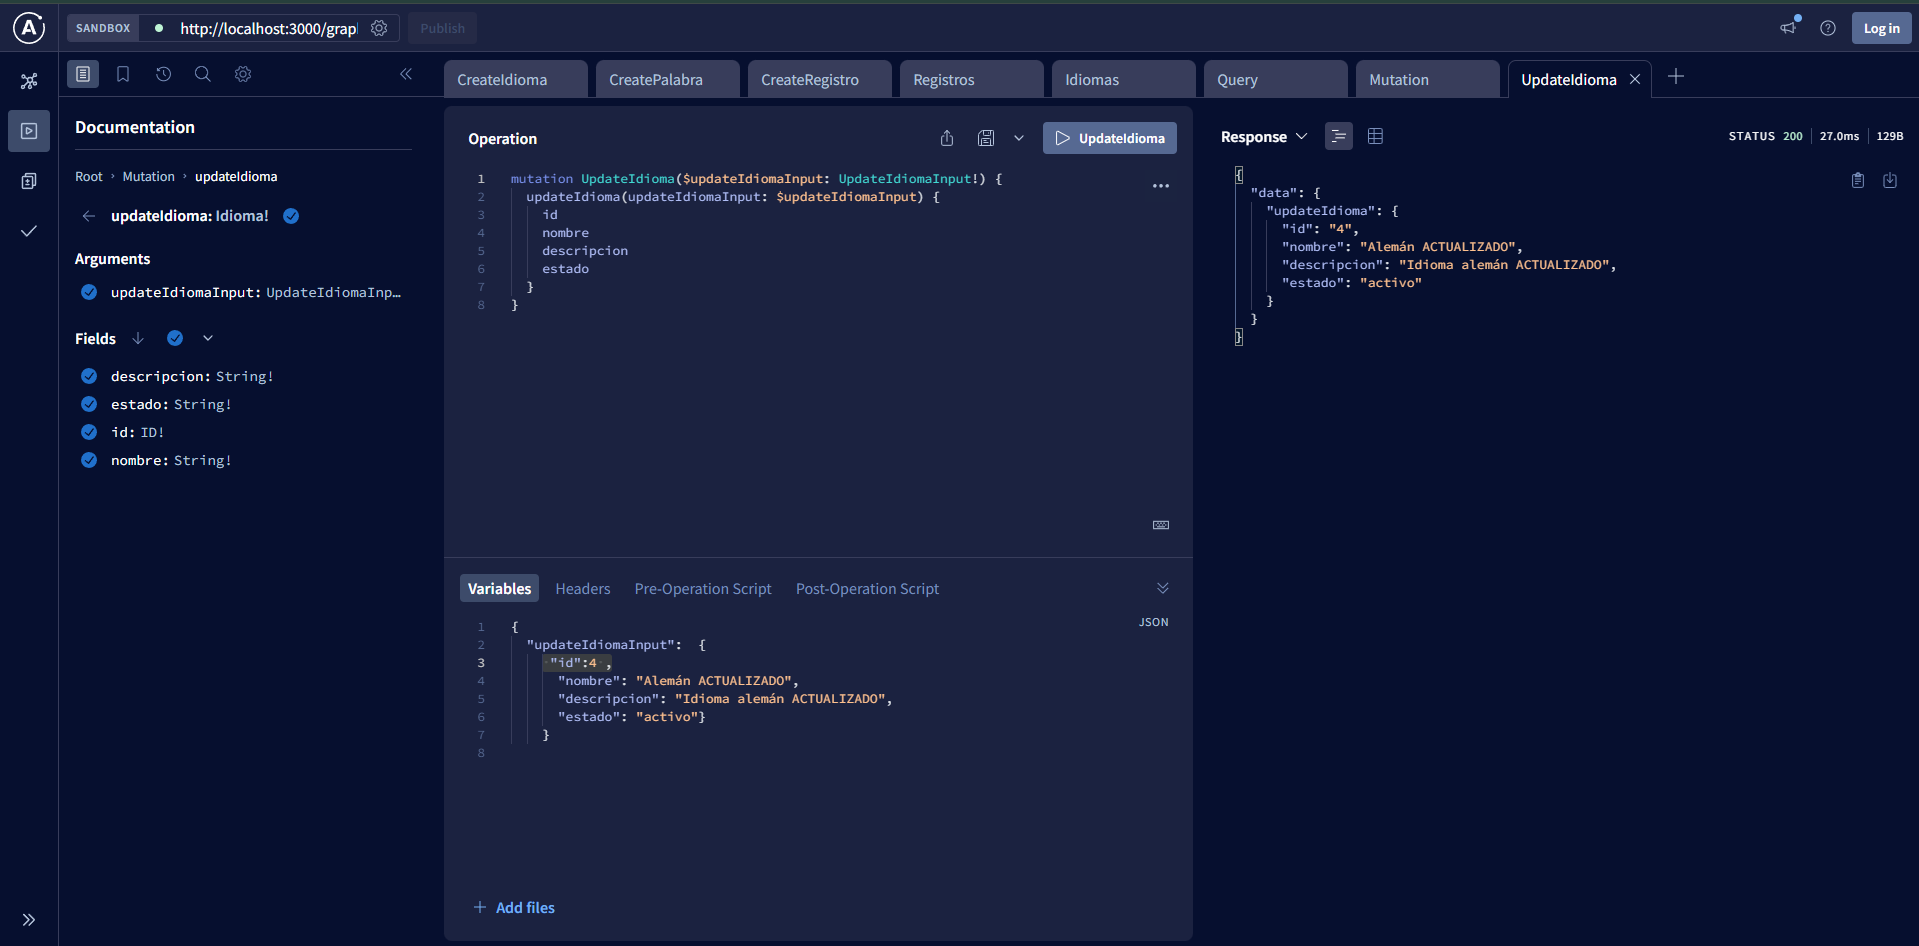 SANDBOX
http://localhost:3000/grap
Publish
Log in
CreateIdioma
CreatePalabra
CreateRegistro
Registros
Idiomas
Query
Mutation
UpdateIdioma
Documentation
Root › Mutation › updateIdioma
updateIdioma: Idioma!
Arguments
updateIdiomaInput: UpdateIdiomaInp…
Fields
descripcion: String!
estado: String!
id: ID!
nombre: String!
Operation
UpdateIdioma
1 mutation UpdateIdioma($updateIdiomaInput: UpdateIdiomaInput!) {
2 updateIdioma(updateIdiomaInput: $updateIdiomaInput) {
3 id
4 nombre
5 descripcion
6 estado
7 }
8 }
Variables
Headers
Pre-Operation Script
Post-Operation Script
JSON
1 {
2 "updateIdiomaInput": {
3 "id":4 ,
4 "nombre": "Alemán ACTUALIZADO",
5 "descripcion": "Idioma alemán ACTUALIZADO",
6 "estado": "activo"}
7 }
8
+ Add files
Response
STATUS 200
27.0ms
129B
{
"data": {
"updateIdioma": {
"id": "4",
"nombre": "Alemán ACTUALIZADO",
"descripcion": "Idioma alemán ACTUALIZADO",
"estado": "activo"
}
}
}